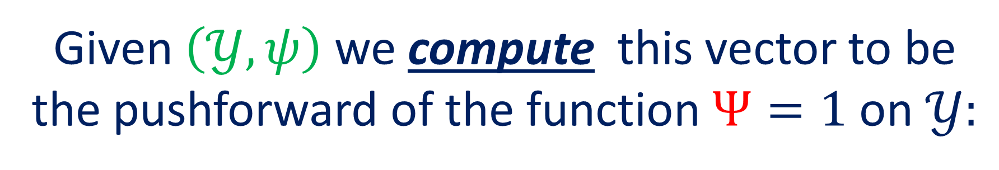 Given (𝒴, ψ) we compute this vector to be
the pushforward of the function Ψ = 1 on 𝒴: